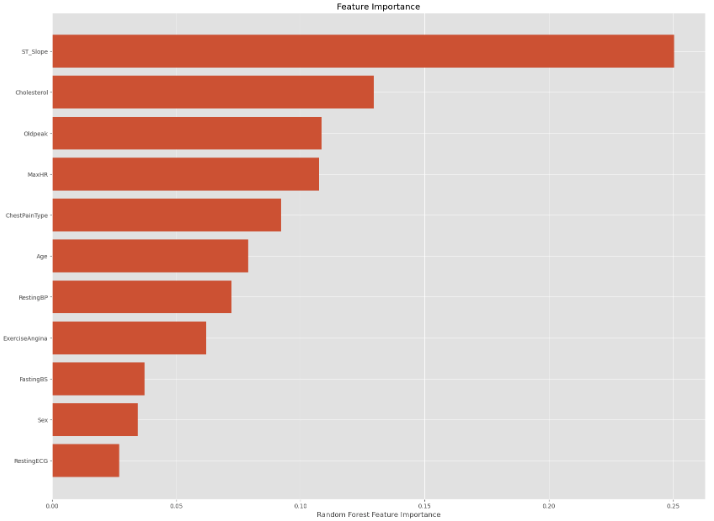 Feature Importance
ST_Slope
Cholesterol
Oldpeak
MaxHR
ChestPainType
Age
RestingBP
ExerciseAngina
FastingBS
Sex
RestingECG
0.00 0.05 0.10 0.15 0.20 0.25
Random Forest Feature Importance